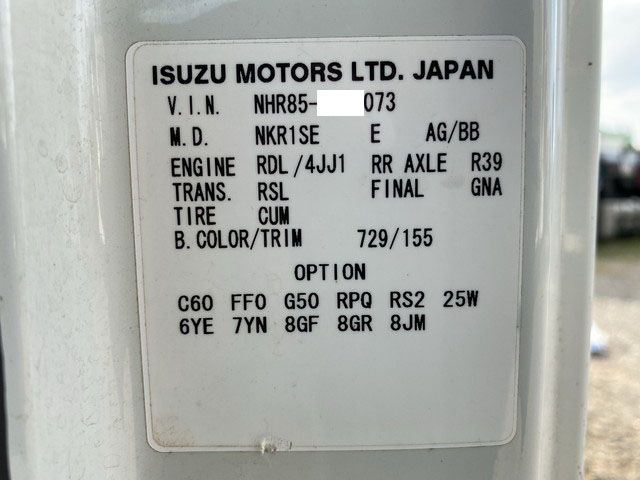 ISUZU MOTORS LTD. JAPAN
V.I.N. NHR85- 073
M.D. NKR1SE E AG/BB
ENGINE RDL/4JJ1 RR AXLE R39
TRANS. RSL FINAL GNA
TIRE CUM
B.COLOR/TRIM 729/155
OPTION
C60 FF0 G50 RPQ RS2 25W
6YE 7YN 8GF 8GR 8JM